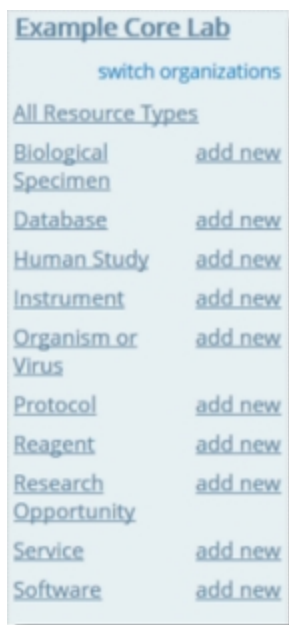 Example Core Lab
switch organizations
All Resource Types
Biological add new
Specimen
Database add new
Human Study add new
Instrument add new
Organism or add new
Virus
Protocol add new
Reagent add new
Research add new
Opportunity
Service add new
Software add new